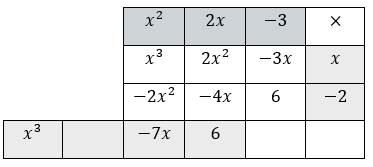 x² 2x −3 ×
x³ 2x² −3x x
−2x² −4x 6 −2
x³ −7x 6